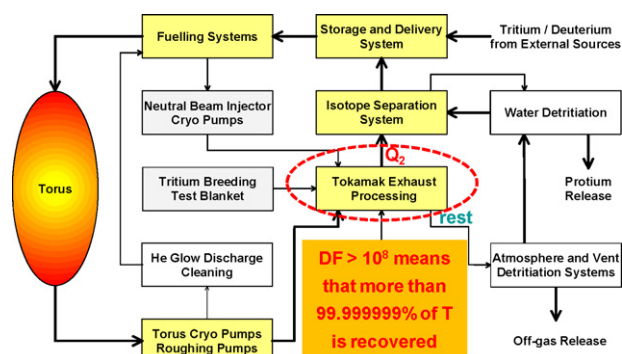 Fuelling Systems
Storage and Delivery
System
Tritium / Deuterium
from External Sources
Neutral Beam Injector
Cryo Pumps
Isotope Separation
System
Water Detritiation
Q2
Torus
Tritium Breeding
Test Blanket
Tokamak Exhaust
Processing
Protium
Release
rest
He Glow Discharge
Cleaning
DF > 10⁸ means
that more than
99.999999% of T
is recovered
Atmosphere and Vent
Detritiation Systems
Torus Cryo Pumps
Roughing Pumps
Off-gas Release